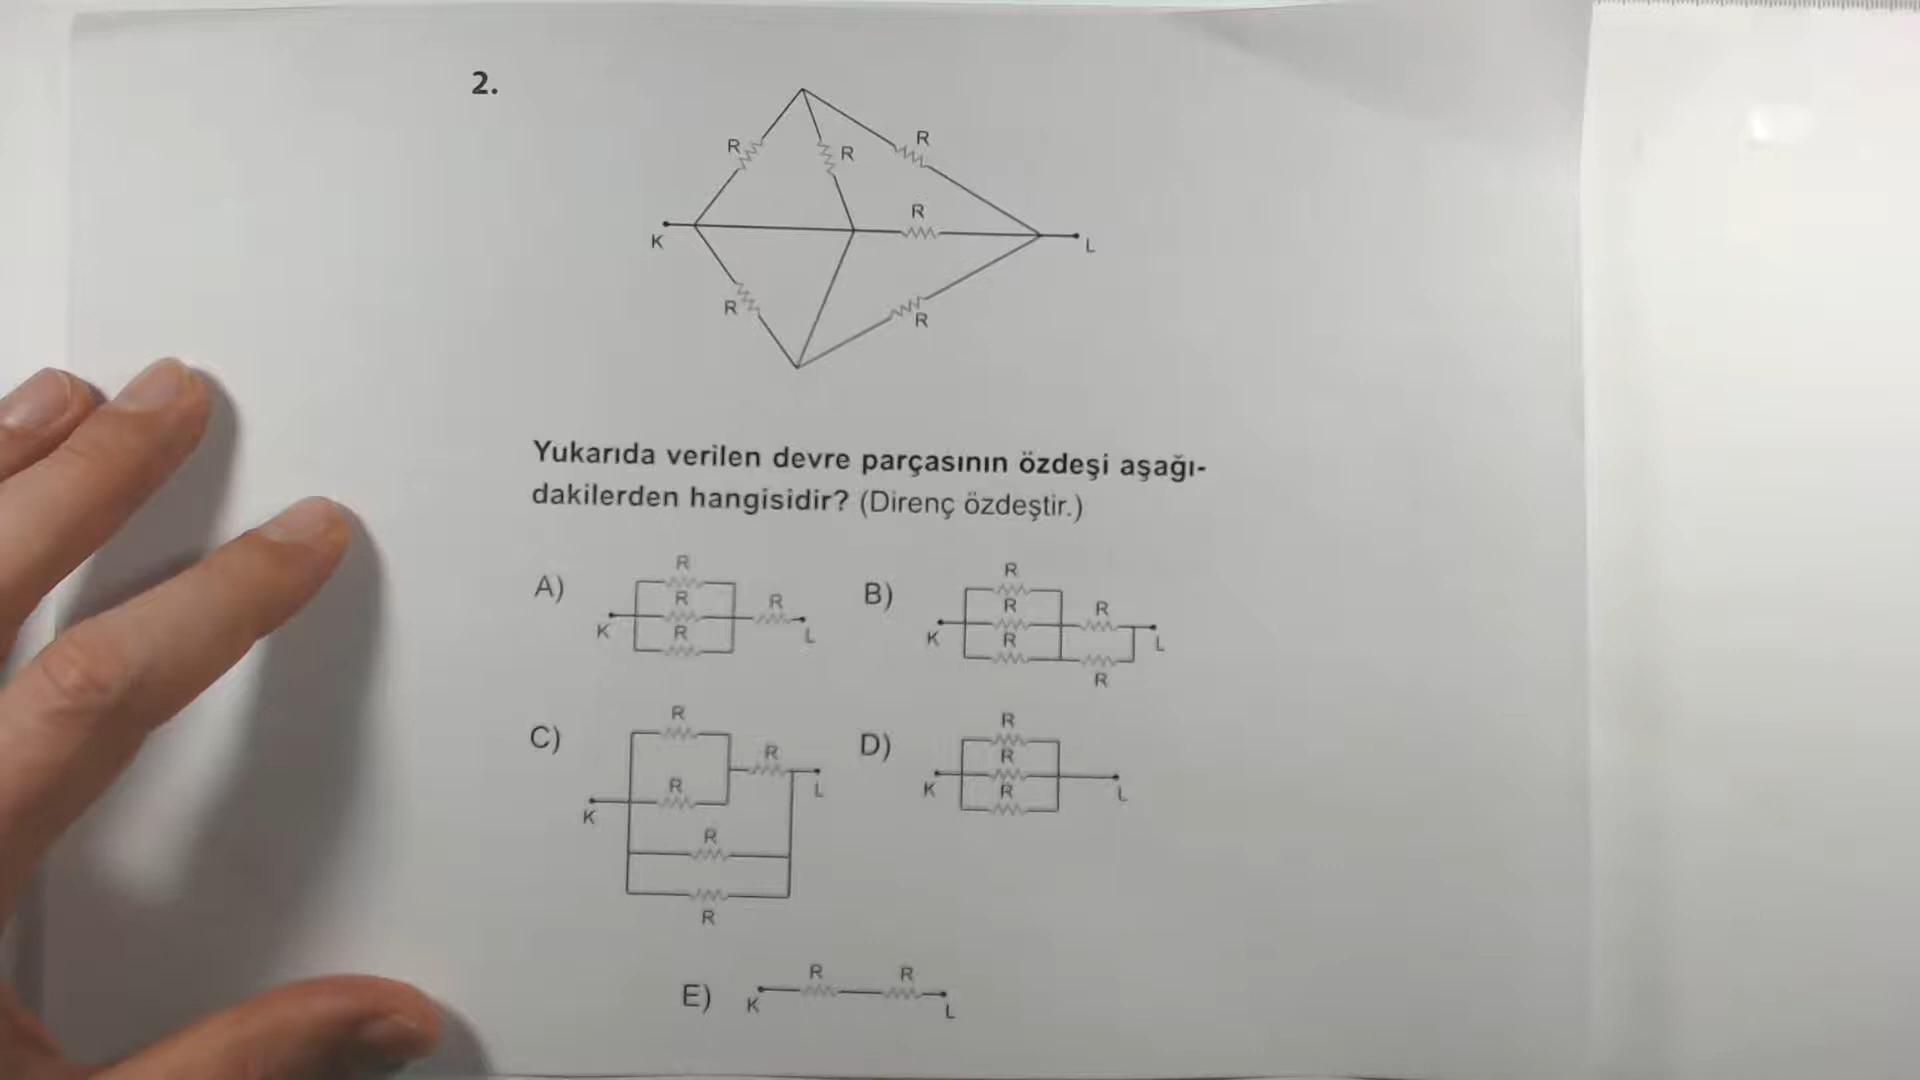 2.
R
R
R
R
K
L
R
R
Yukarıda verilen devre parçasının özdeşi aşağı-
dakilerden hangisidir? (Direnç özdeştir.)
A)
R
R
R
R
K
L
B)
R
R
R
R
R
K
L
C)
R
R
R
R
R
K
L
D)
R
R
R
K
L
E)
R
R
K
L